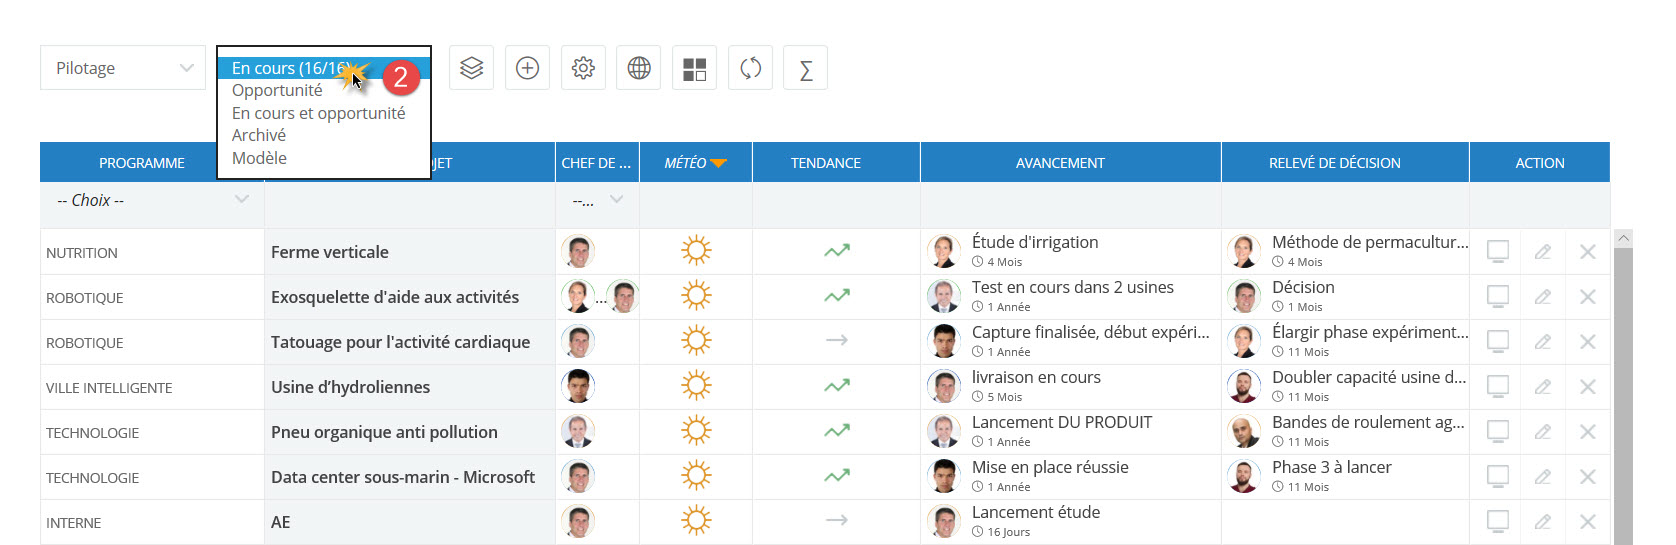 Pilotage
En cours (16/16)
2
Opportunité
En cours et opportunité
Archivé
Modèle
Σ
PROGRAMME JET CHEF DE ... MÉTÉO TENDANCE AVANCEMENT RELEVÉ DE DÉCISION ACTION
-- Choix -- --...
NUTRITION Ferme verticale Étude d'irrigation Méthode de permacultur...
4 Mois 4 Mois
ROBOTIQUE Exosquelette d'aide aux activités ... Test en cours dans 2 usines Décision
1 Année 1 Mois
ROBOTIQUE Tatouage pour l'activité cardiaque Capture finalisée, début expéri... Élargir phase expériment...
1 Année 11 Mois
VILLE INTELLIGENTE Usine d’hydroliennes livraison en cours Doubler capacité usine d...
5 Mois 11 Mois
TECHNOLOGIE Pneu organique anti pollution Lancement DU PRODUIT Bandes de roulement ag...
1 Année 11 Mois
TECHNOLOGIE Data center sous-marin - Microsoft Mise en place réussie Phase 3 à lancer
1 Année 11 Mois
INTERNE AE Lancement étude
16 Jours